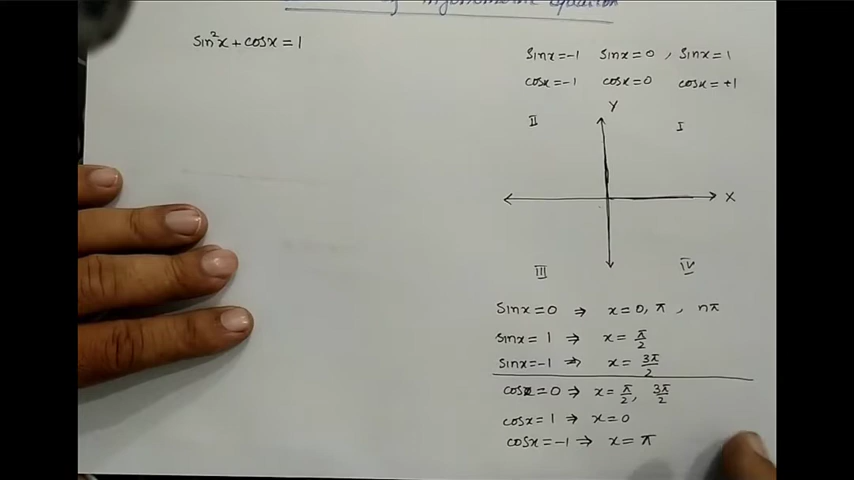 Trigonometric Equation
sin²x + cosx = 1
sinx = -1 sinx = 0 , sinx = 1
cosx = -1 cosx = 0 cosx = +1
Y
II I
X
III IV
sinx = 0 ⇒ x = 0, π , nπ
sinx = 1 ⇒ x = π/2
sinx = -1 ⇒ x = 3π/2
cosx = 0 ⇒ x = π/2, 3π/2
cosx = 1 ⇒ x = 0
cosx = -1 ⇒ x = π